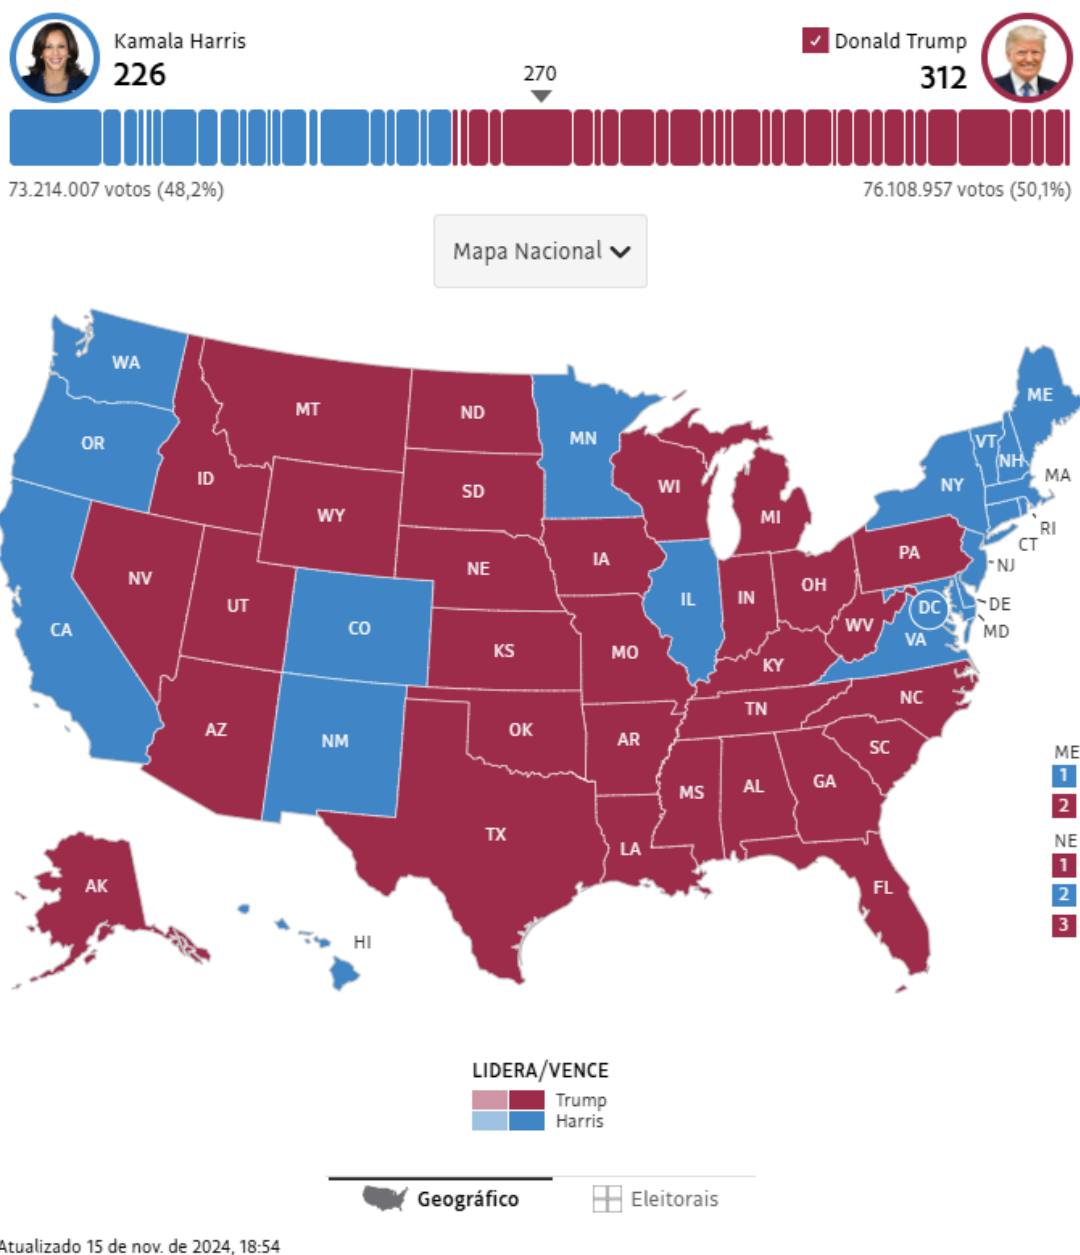 Kamala Harris
226
✓ Donald Trump
312
270
73.214.007 votos (48,2%)
76.108.957 votos (50,1%)
Mapa Nacional
WA
MT
ND
MN
ME
OR
ID
SD
WI
VT
NH
NY
MA
WY
MI
RI
CT
NV
UT
NE
IA
PA
NJ
CA
CO
KS
MO
IL
IN
OH
WV
DC
VA
DE
MD
KY
AZ
NM
OK
AR
TN
NC
SC
TX
LA
MS
AL
GA
FL
AK
HI
ME
1
2
NE
1
2
3
LIDERA/VENCE
Trump
Harris
Geográfico
Eleitorais
Atualizado 15 de nov. de 2024, 18:54